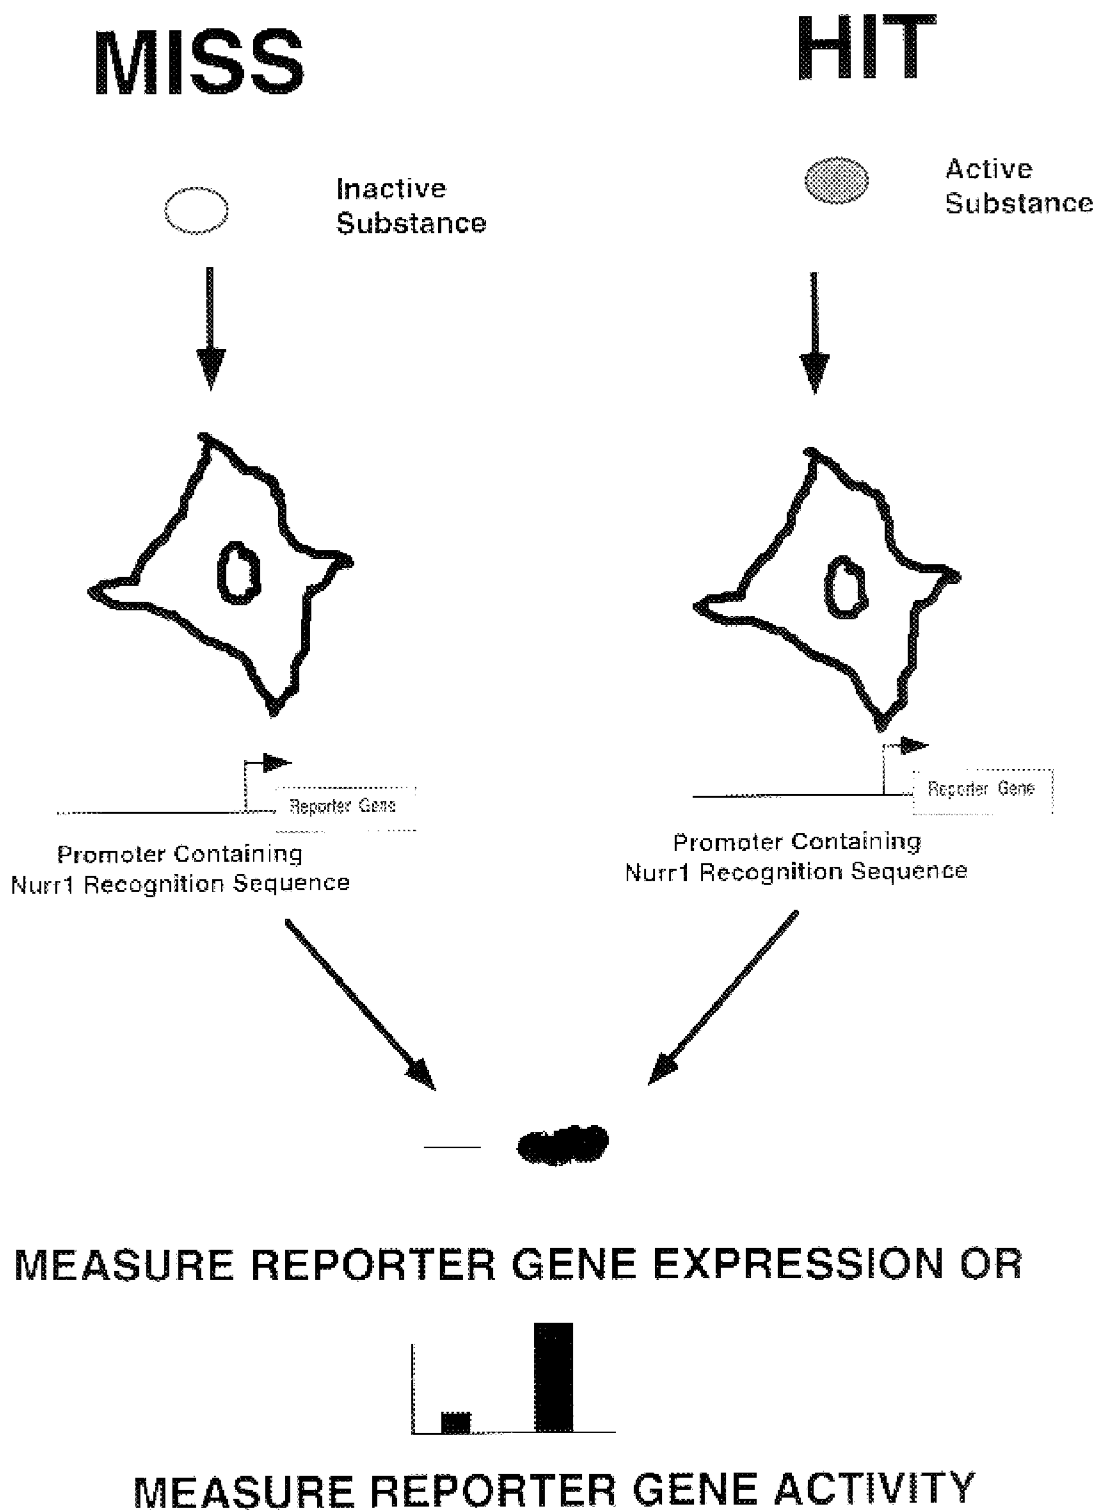 MISS
HIT
Inactive
Substance
Active
Substance
Reporter Gene
Promoter Containing
Nurr1 Recognition Sequence
Reporter Gene
Promoter Containing
Nurr1 Recognition Sequence
MEASURE REPORTER GENE EXPRESSION OR
MEASURE REPORTER GENE ACTIVITY